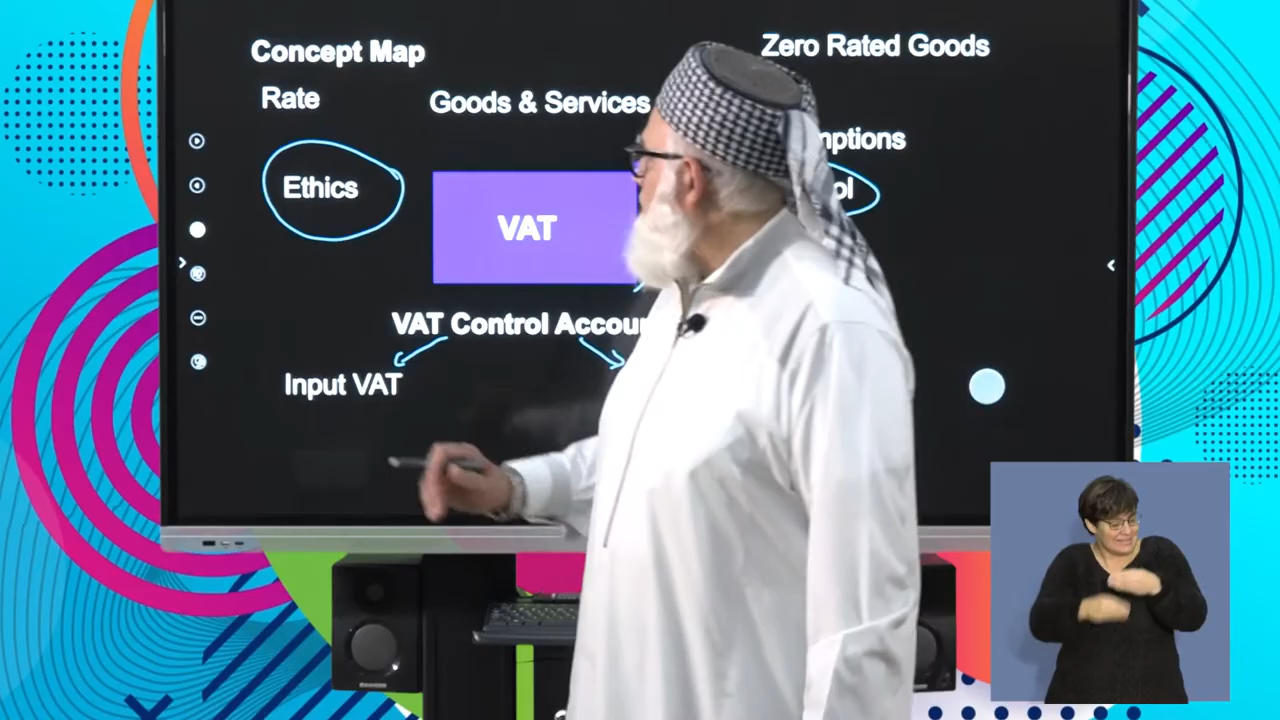 Concept Map
Zero Rated Goods
Rate
Goods & Services
Ethics
VAT
VAT Control
Input VAT